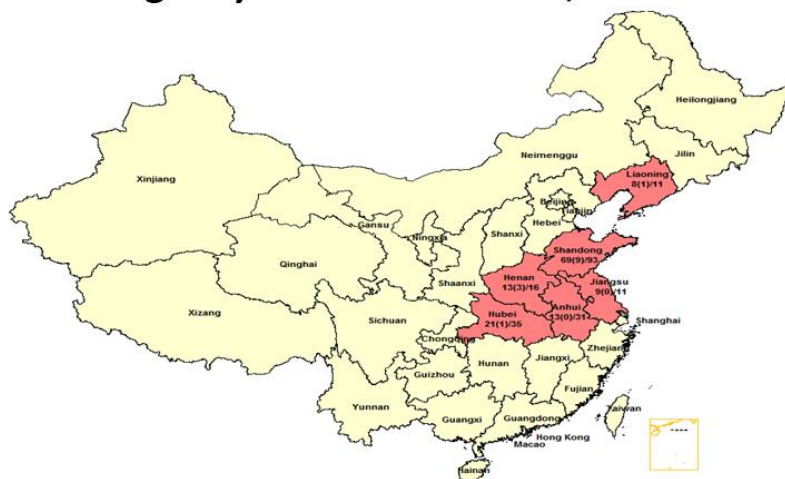 Heilongjiang
Jilin
Xinjiang
Neimenggu
Liaoning
8(1)/11
Beijing
Tianjin
Hebei
Gansu
Ningxia
Shanxi
Shandong
69(9)/93
Qinghai
Henan
13(3)/16
Jiangsu
9(0)/11
Shaanxi
Anhui
13(0)/31
Xizang
Hubei
21(1)/35
Shanghai
Sichuan
Chongqing
Zhejiang
Hunan
Jiangxi
Guizhou
Fujian
Yunnan
Taiwan
Guangxi
Guangdong
Hong Kong
Macao
Hainan